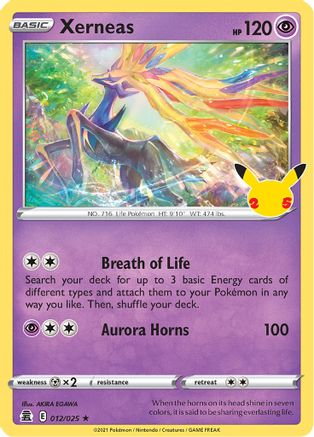 BASIC Xerneas HP 120
NO. 716 Life Pokémon HT: 9'10" WT: 474 lbs.
25
Breath of Life
Search your deck for up to 3 basic Energy cards of
different types and attach them to your Pokémon in
any way you like. Then, shuffle your deck.
Aurora Horns 100
weakness ×2 resistance retreat
Illus. AKIRA EGAWA
E 012/025 ★
When the horns on its head shine in seven
colors, it is said to be sharing everlasting life.
©2021 Pokémon / Nintendo / Creatures / GAME FREAK